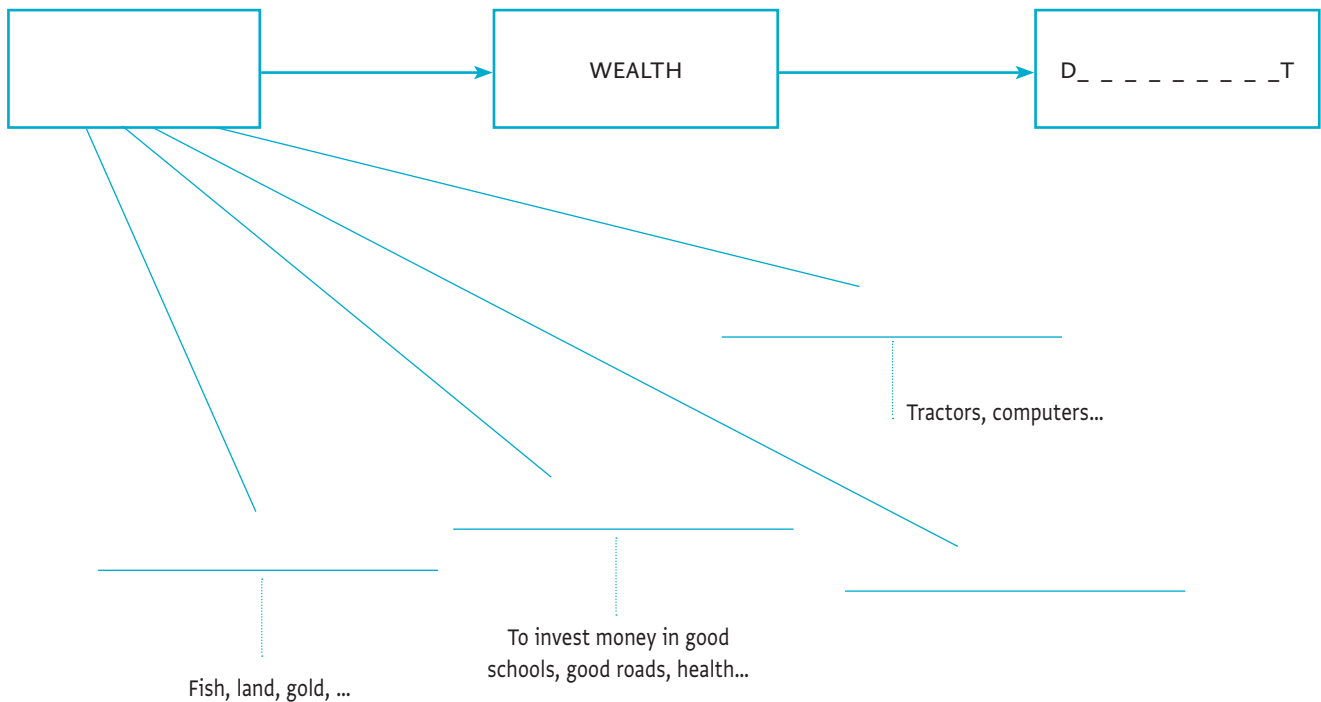 WEALTH
D_ _ _ _ _ _ _ _ _T
Tractors, computers...
To invest money in good
schools, good roads, health...
Fish, land, gold, ...